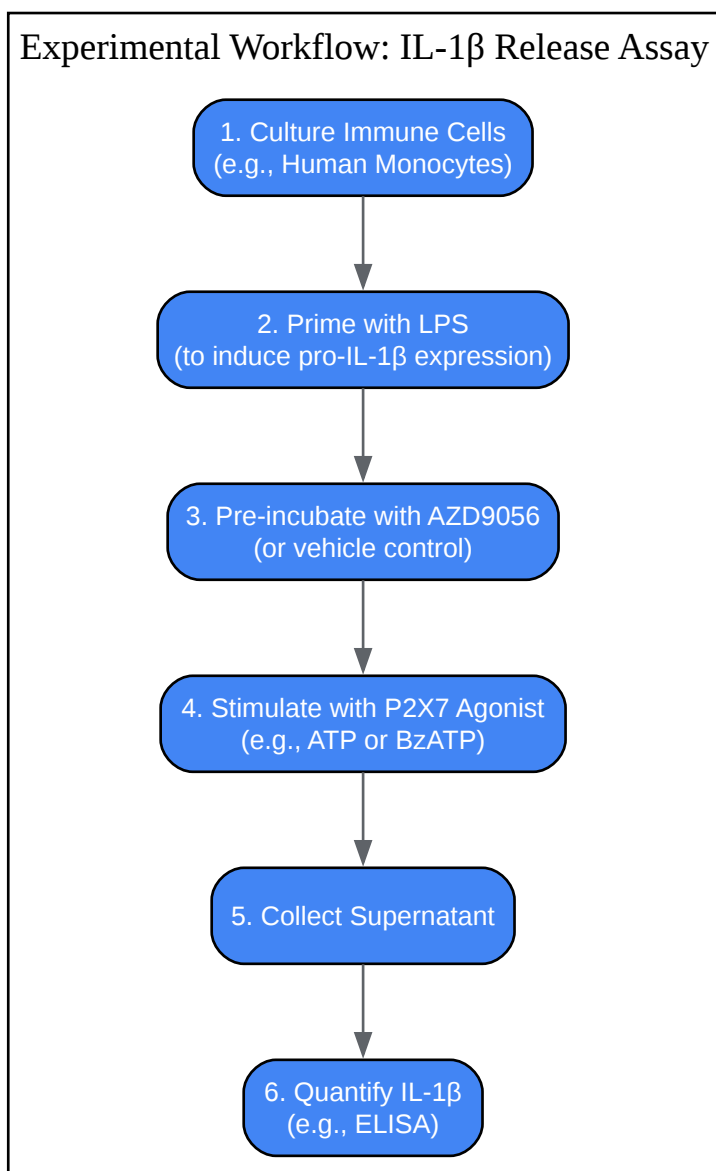 Experimental Workflow: IL-1β Release Assay
1. Culture Immune Cells
(e.g., Human Monocytes)
2. Prime with LPS
(to induce pro-IL-1β expression)
3. Pre-incubate with AZD9056
(or vehicle control)
4. Stimulate with P2X7 Agonist
(e.g., ATP or BzATP)
5. Collect Supernatant
6. Quantify IL-1β
(e.g., ELISA)